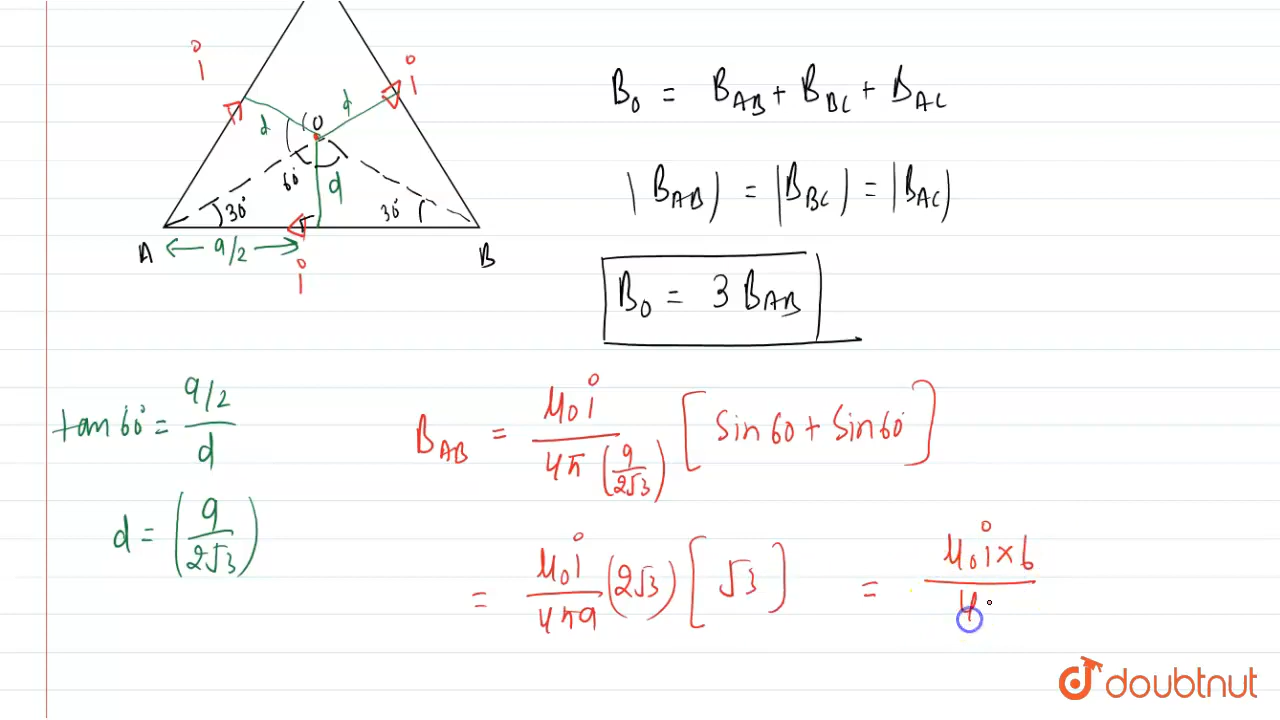 i
i
B₀ = B_AB + B_BC + B_AC
d
d
O
60°
d
|B_AB| = |B_BC| = |B_AC|
30°
30°
A
a/2
B
i
B₀ = 3 B_AB
tan 60° = (a/2)/d
B_AB = μ₀i/(4π(a/2√3)) [Sin 60 + Sin 60°]
d = (a/2√3)
= μ₀i/4πa (2√3) [√3] = μ₀i×6/4
doubtnut